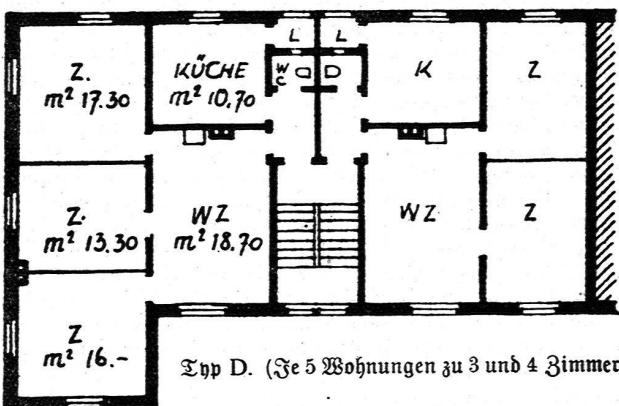 L L
Z. KÜCHE K Z
m² 17.30 m² 10.70 WC
Z. WZ WZ Z
m² 13.30 m² 18.70
Z
m² 16.-
Typ D. (Je 5 Wohnungen zu 3 und 4 Zimmer